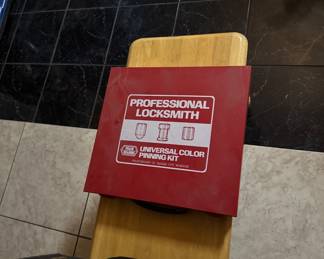 PROFESSIONAL
LOCKSMITH
UNIVERSAL COLOR
PINNING KIT